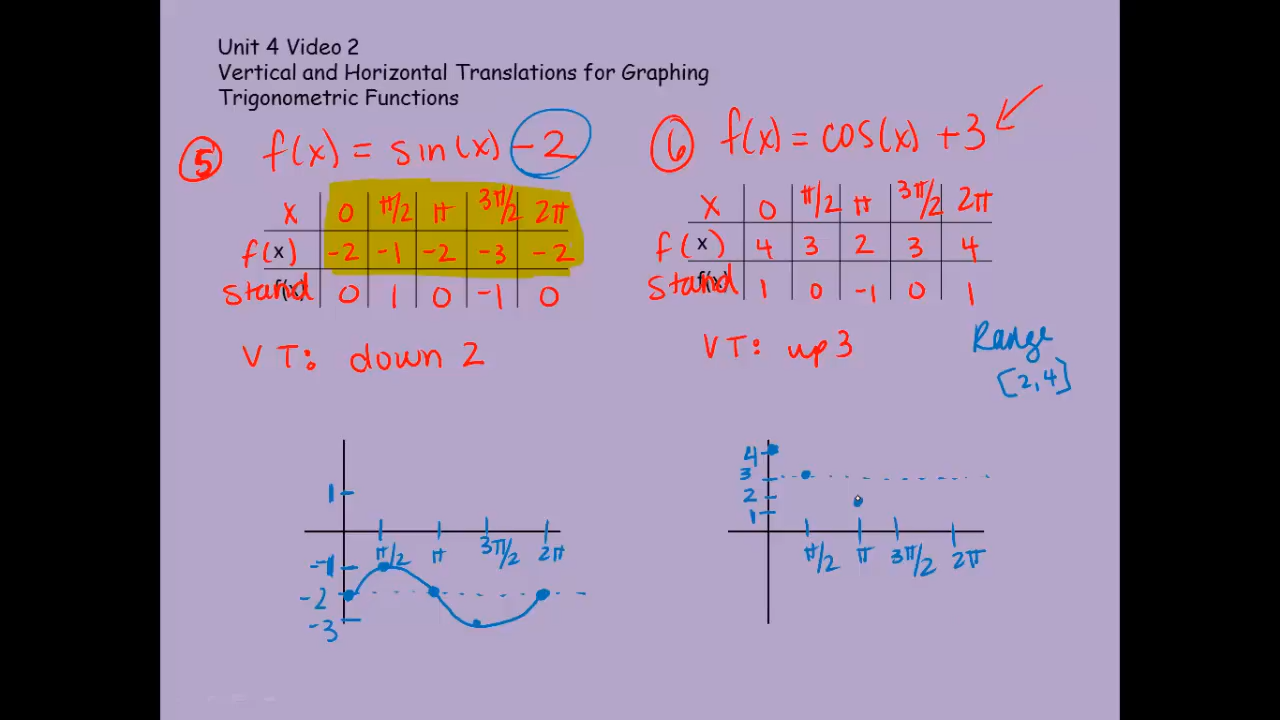 Unit 4 Video 2
Vertical and Horizontal Translations for Graphing
Trigonometric Functions
⑤ f(x) = sin(x) -2
x 0 π/2 π 3π/2 2π
f(x) -2 -1 -2 -3 -2
stand f(x) 0 1 0 -1 0
VT: down 2
1
π/2 π 3π/2 2π
-1
-2
-3
⑥ f(x) = cos(x) +3
x 0 π/2 π 3π/2 2π
f(x) 4 3 2 3 4
stand f(x) 1 0 -1 0 1
VT: up 3
Range
[2,4]
4
3
2
1
π/2 π 3π/2 2π